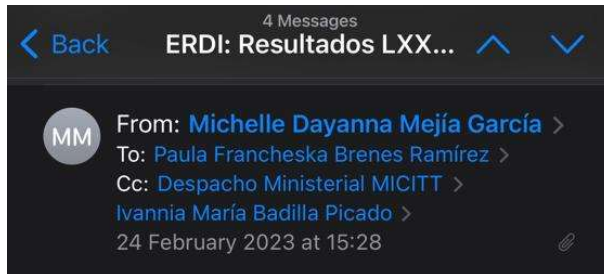 4 Messages
Back ERDI: Resultados LXX...
MM
From: Michelle Dayanna Mejía García
To: Paula Francheska Brenes Ramírez
Cc: Despacho Ministerial MICITT
Ivannia María Badilla Picado
24 February 2023 at 15:28